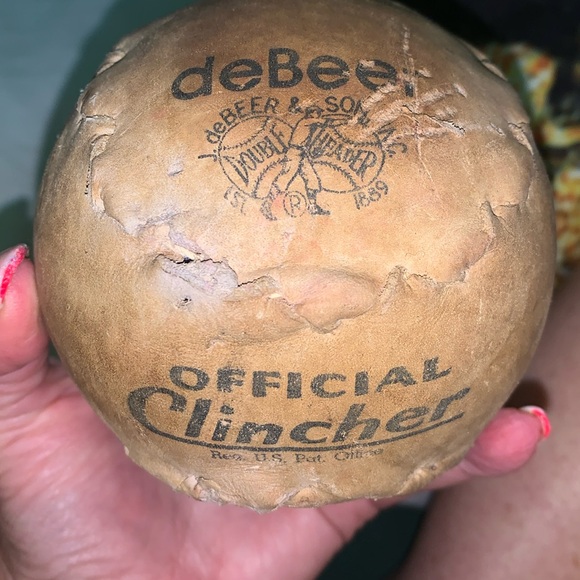 deBeer
J. deBEER & SON, INC.
DOUBLE HEADER
EST. 1889
®
OFFICIAL
Clincher
Reg. U.S. Pat. Office